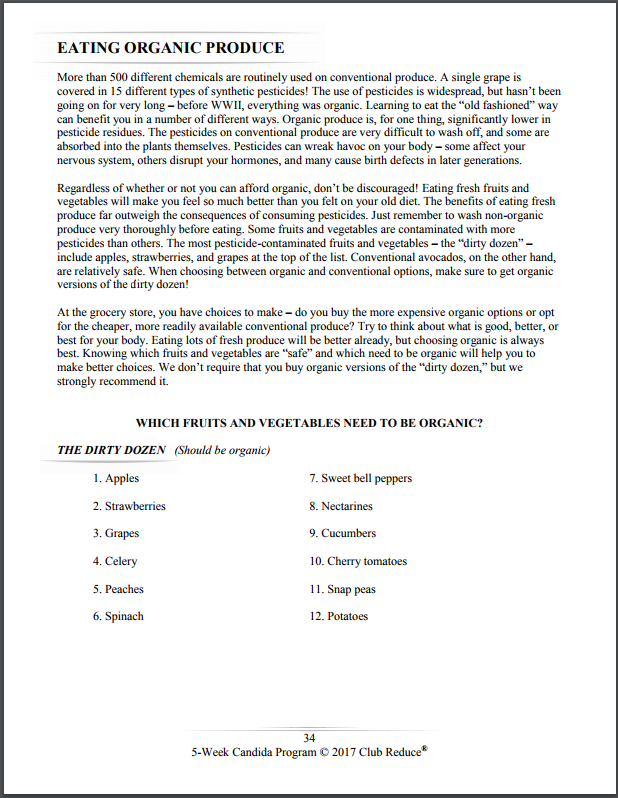 EATING ORGANIC PRODUCE
More than 500 different chemicals are routinely used on conventional produce. A single grape is
covered in 15 different types of synthetic pesticides! The use of pesticides is widespread, but hasn't been
going on for very long – before WWII, everything was organic. Learning to eat the “old fashioned” way
can benefit you in a number of different ways. Organic produce is, for one thing, significantly lower in
pesticide residues. The pesticides on conventional produce are very difficult to wash off, and some are
absorbed into the plants themselves. Pesticides can wreak havoc on your body – some affect your
nervous system, others disrupt your hormones, and many cause birth defects in later generations.
Regardless of whether or not you can afford organic, don't be discouraged! Eating fresh fruits and
vegetables will make you feel so much better than you felt on your old diet. The benefits of eating fresh
produce far outweigh the consequences of consuming pesticides. Just remember to wash non-organic
produce very thoroughly before eating. Some fruits and vegetables are contaminated with more
pesticides than others. The most pesticide-contaminated fruits and vegetables – the “dirty dozen” –
include apples, strawberries, and grapes at the top of the list. Conventional avocados, on the other hand,
are relatively safe. When choosing between organic and conventional options, make sure to get organic
versions of the dirty dozen!
At the grocery store, you have choices to make – do you buy the more expensive organic options or opt
for the cheaper, more readily available conventional produce? Try to think about what is good, better, or
best for your body. Eating lots of fresh produce will be better already, but choosing organic is always
best. Knowing which fruits and vegetables are “safe” and which need to be organic will help you to
make better choices. We don't require that you buy organic versions of the “dirty dozen,” but we
strongly recommend it.
WHICH FRUITS AND VEGETABLES NEED TO BE ORGANIC?
THE DIRTY DOZEN (Should be organic)
1. Apples
2. Strawberries
3. Grapes
4. Celery
5. Peaches
6. Spinach
7. Sweet bell peppers
8. Nectarines
9. Cucumbers
10. Cherry tomatoes
11. Snap peas
12. Potatoes
34
5-Week Candida Program © 2017 Club Reduce®